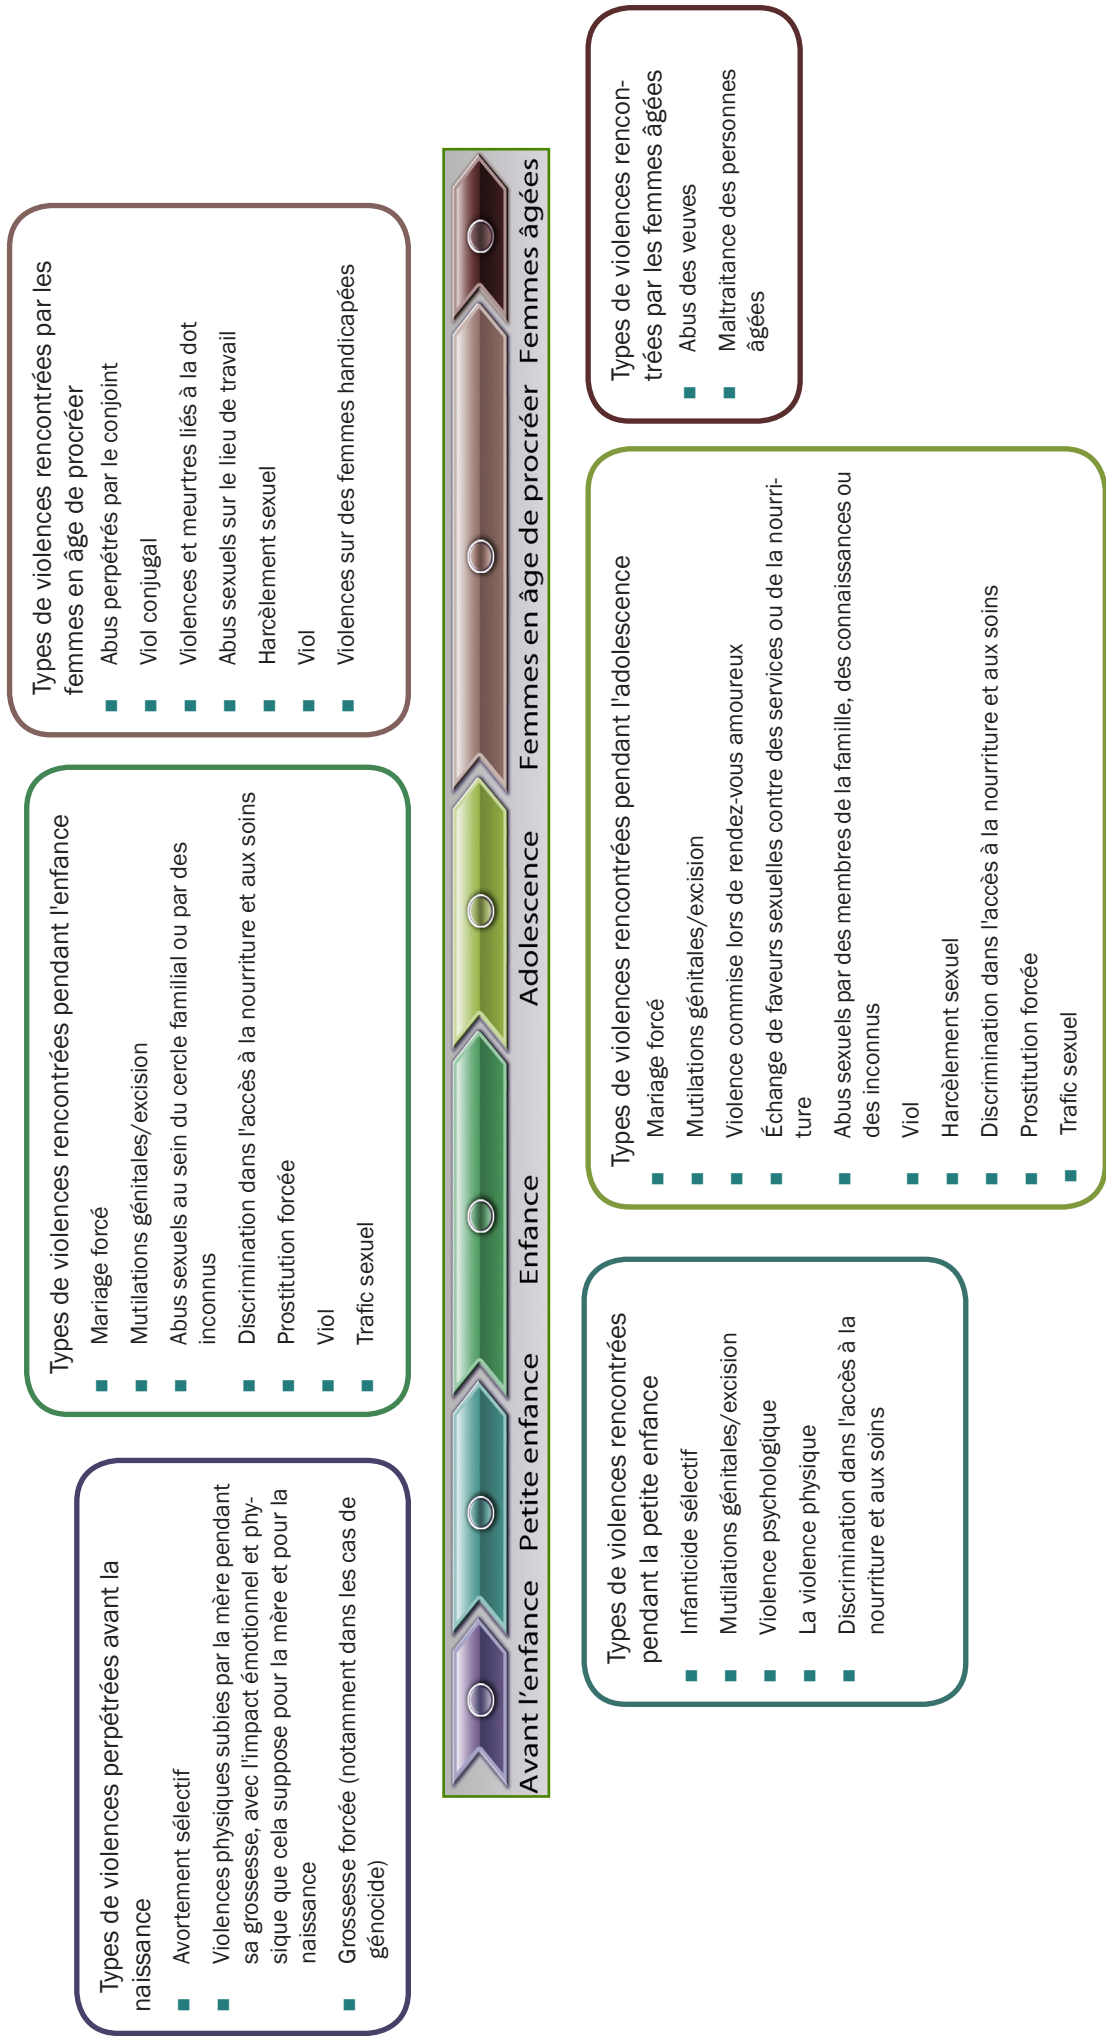 Types de violences perpétrées avant la
naissance
Avortement sélectif
Violences physiques subies par la mère pendant
sa grossesse, avec l'impact émotionnel et phy-
sique que cela suppose pour la mère et pour la
naissance
Grossesse forcée (notamment dans les cas de
génocide)
Types de violences rencontrées pendant l'enfance
Mariage forcé
Mutilations génitales/excision
Abus sexuels au sein du cercle familial ou par des
inconnus
Discrimination dans l'accès à la nourriture et aux soins
Prostitution forcée
Viol
Trafic sexuel
Types de violences rencontrées par les
femmes en âge de procréer
Abus perpétrés par le conjoint
Viol conjugal
Violences et meurtres liés à la dot
Abus sexuels sur le lieu de travail
Harcèlement sexuel
Viol
Violences sur des femmes handicapées
Avant l'enfance
Petite enfance
Enfance
Adolescence
Femmes en âge de procréer
Femmes âgées
Types de violences rencontrées
pendant la petite enfance
Infanticide sélectif
Mutilations génitales/excision
Violence psychologique
La violence physique
Discrimination dans l'accès à la
nourriture et aux soins
Types de violences rencontrées pendant l'adolescence
Mariage forcé
Mutilations génitales/excision
Violence commise lors de rendez-vous amoureux
Échange de faveurs sexuelles contre des services ou de la nourri-
ture
Abus sexuels par des membres de la famille, des connaissances ou
des inconnus
Viol
Harcèlement sexuel
Discrimination dans l'accès à la nourriture et aux soins
Prostitution forcée
Trafic sexuel
Types de violences rencon-
trées par les femmes âgées
Abus des veuves
Maltraitance des personnes
âgées